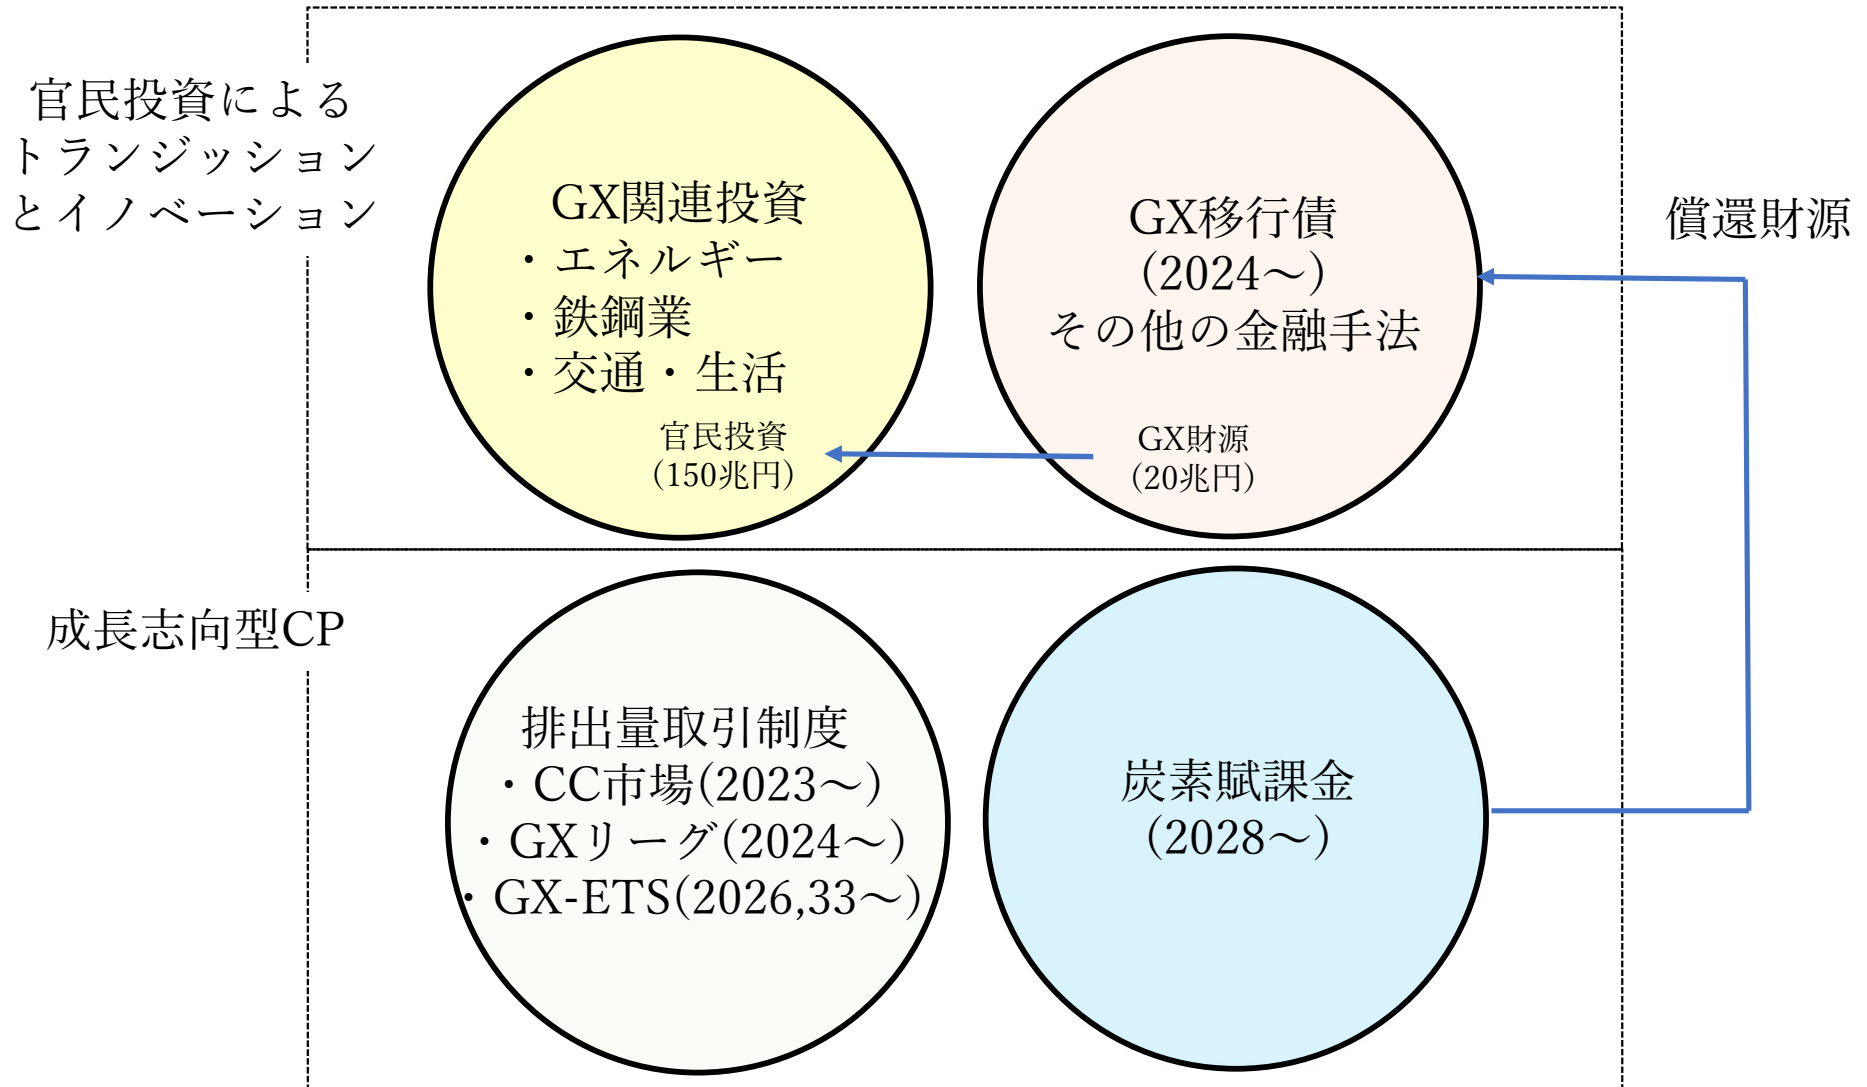 官民投資による
トランジッション
とイノベーション
GX関連投資
・エネルギー
・鉄鋼業
・交通・生活
官民投資
(150兆円)
GX移行債
(2024～)
その他の金融手法
GX財源
(20兆円)
償還財源
成長志向型CP
排出量取引制度
・CC市場(2023～)
・GXリーグ(2024～)
・GX-ETS(2026,33～)
炭素賦課金
(2028～)